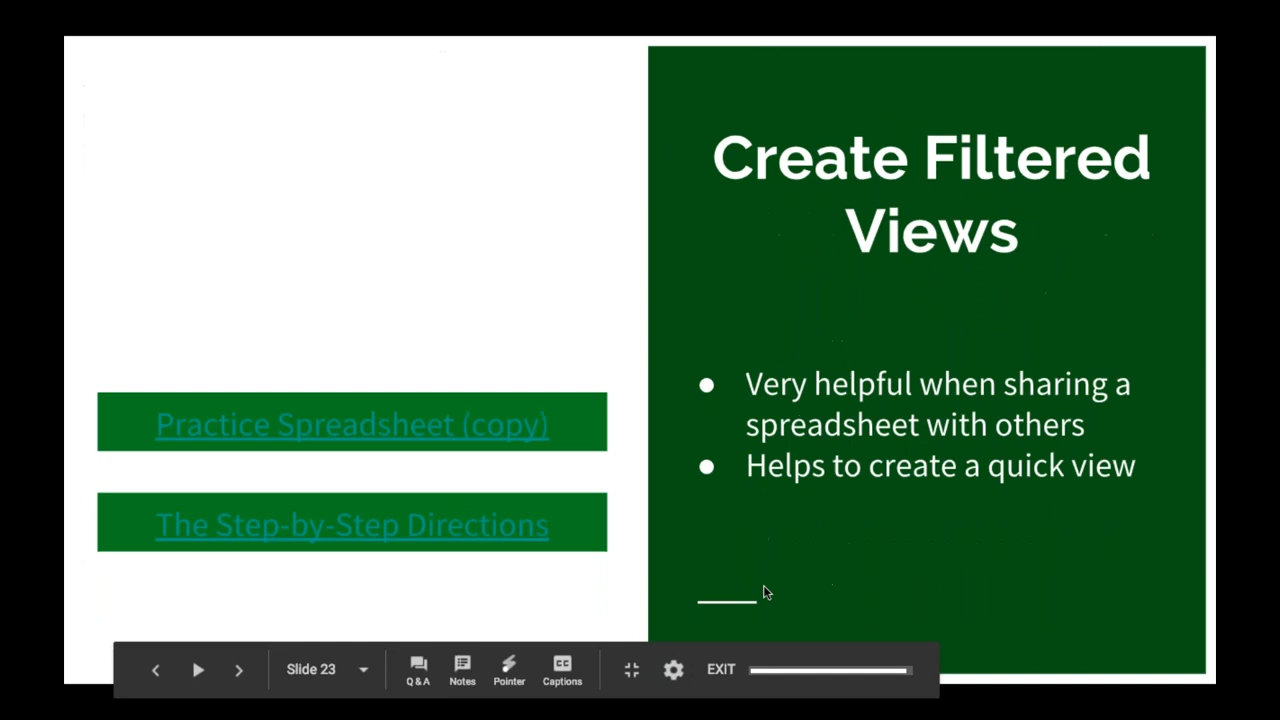 Practice Spreadsheet (copy)
The Step-by-Step Directions
Create Filtered
Views
● Very helpful when sharing a
spreadsheet with others
● Helps to create a quick view
Slide 23
Q & A
Notes
Pointer
CC
Captions
EXIT